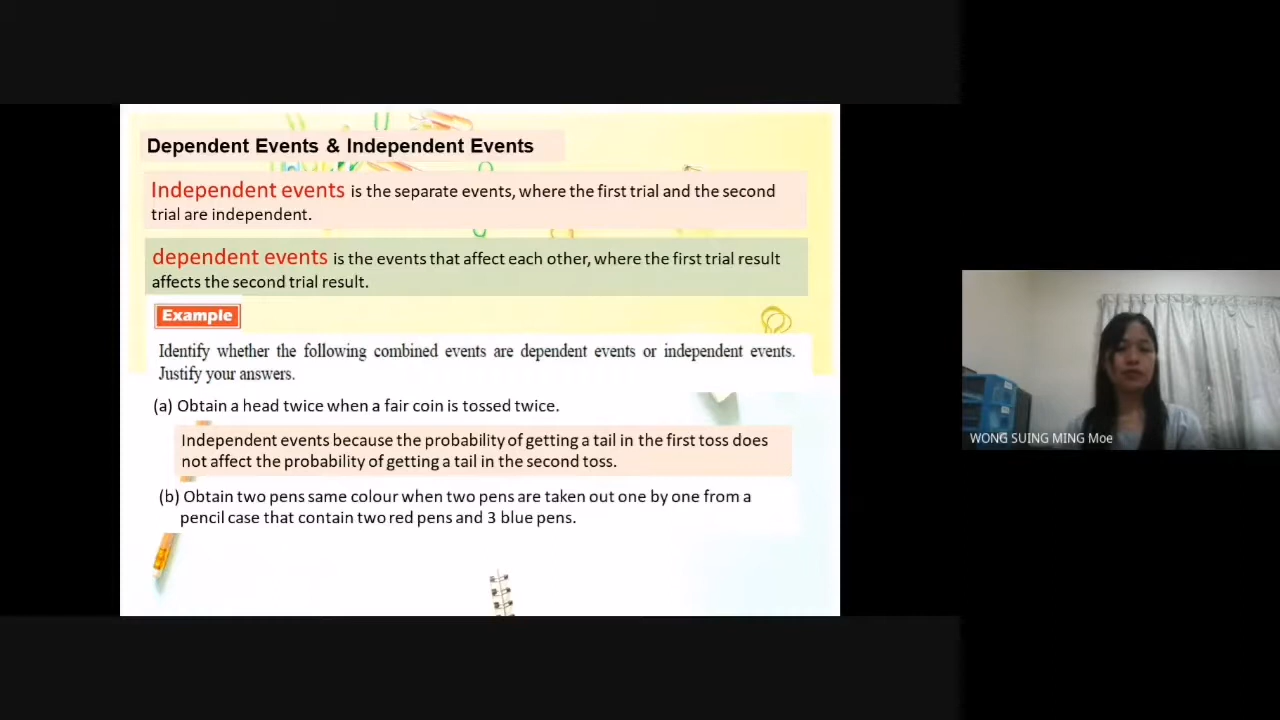 Dependent Events & Independent Events
Independent events is the separate events, where the first trial and the second
trial are independent.
dependent events is the events that affect each other, where the first trial result
affects the second trial result.
Example
Identify whether the following combined events are dependent events or independent events.
Justify your answers.
(a) Obtain a head twice when a fair coin is tossed twice.
Independent events because the probability of getting a tail in the first toss does
not affect the probability of getting a tail in the second toss.
(b) Obtain two pens same colour when two pens are taken out one by one from a
pencil case that contain two red pens and 3 blue pens.
WONG SUING MING Moe